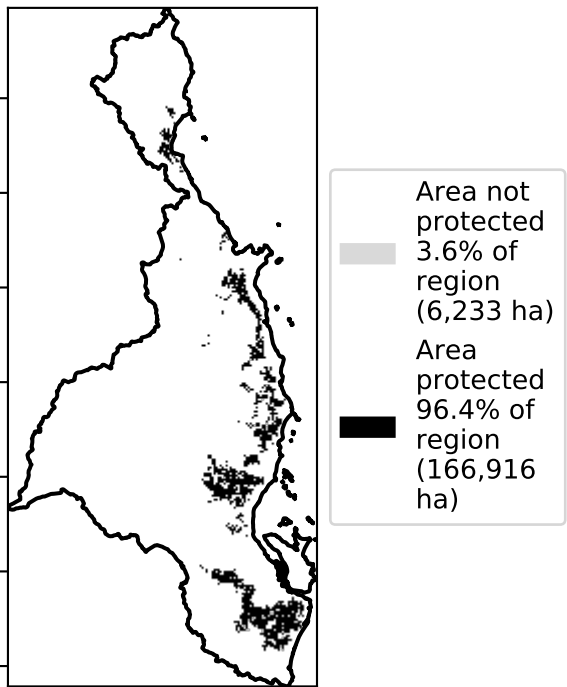 Area not
protected
3.6% of
region
(6,233 ha)
Area
protected
96.4% of
region
(166,916
ha)